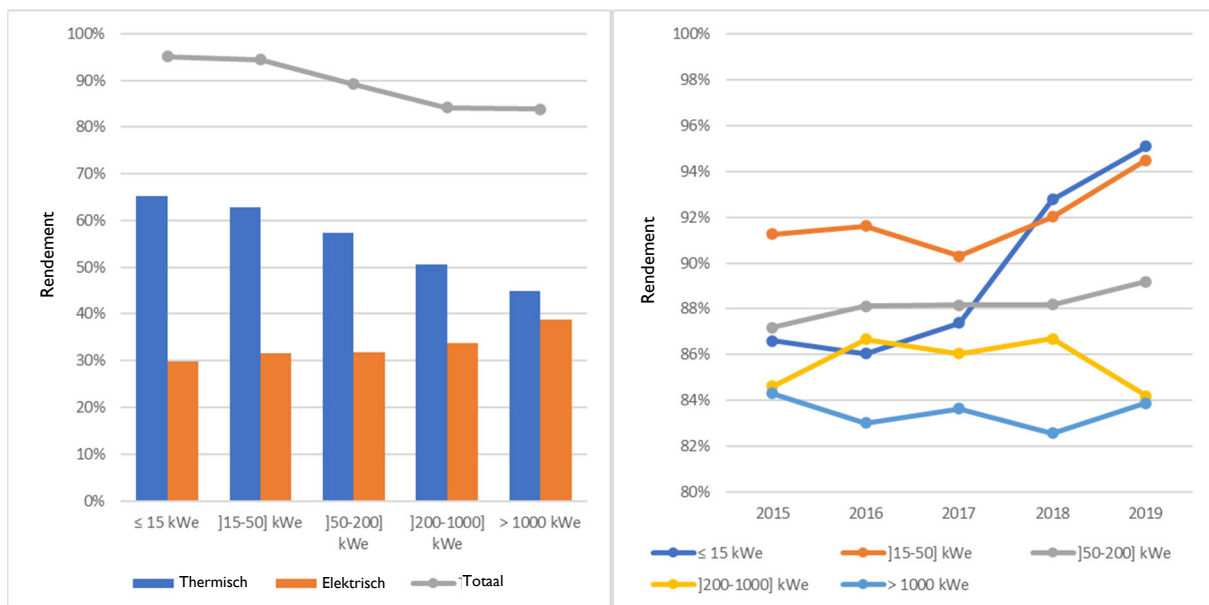 100%
90%
80%
70%
60%
50%
40%
30%
20%
10%
0%
Rendement
≤ 15 kWe
]15-50] kWe
]50-200]
kWe
]200-1000]
kWe
> 1000 kWe
Thermisch
Elektrisch
Totaal
100%
98%
96%
94%
92%
90%
88%
86%
84%
82%
80%
Rendement
2015
2016
2017
2018
2019
≤ 15 kWe
]15-50] kWe
]50-200] kWe
]200-1000] kWe
> 1000 kWe